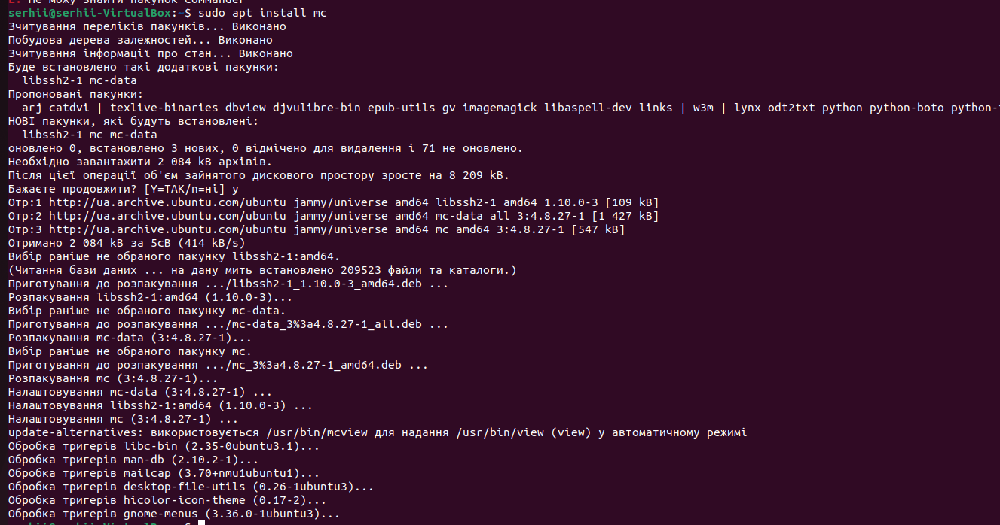 E: Не можу знайти пакунок commander
serhii@serhii-VirtualBox:~$ sudo apt install mc
Зчитування переліків пакунків... Виконано
Побудова дерева залежностей... Виконано
Зчитування інформації про стан... Виконано
Буде встановлено такі додаткові пакунки:
  libssh2-1 mc-data
Пропоновані пакунки:
  arj catdvi | texlive-binaries dbview djvulibre-bin epub-utils gv imagemagick libaspell-dev links | w3m | lynx odt2txt python python-boto python-
НОВІ пакунки, які будуть встановлені:
  libssh2-1 mc mc-data
оновлено 0, встановлено 3 нових, 0 відмічено для видалення і 71 не оновлено.
Необхідно завантажити 2 084 kB архівів.
Після цієї операції об'єм зайнятого дискового простору зросте на 8 209 kB.
Бажаєте продовжити? [Y=ТАК/n=ні] y
Отр:1 http://ua.archive.ubuntu.com/ubuntu jammy/universe amd64 libssh2-1 amd64 1.10.0-3 [109 kB]
Отр:2 http://ua.archive.ubuntu.com/ubuntu jammy/universe amd64 mc-data all 3:4.8.27-1 [1 427 kB]
Отр:3 http://ua.archive.ubuntu.com/ubuntu jammy/universe amd64 mc amd64 3:4.8.27-1 [547 kB]
Отримано 2 084 kB за 5сВ (414 kB/s)
Вибір раніше не обраного пакунку libssh2-1:amd64.
(Читання бази даних ... на дану мить встановлено 209523 файли та каталоги.)
Приготування до розпакування .../libssh2-1_1.10.0-3_amd64.deb ...
Розпакування libssh2-1:amd64 (1.10.0-3)...
Вибір раніше не обраного пакунку mc-data.
Приготування до розпакування .../mc-data_3%3a4.8.27-1_all.deb ...
Розпакування mc-data (3:4.8.27-1)...
Вибір раніше не обраного пакунку mc.
Приготування до розпакування .../mc_3%3a4.8.27-1_amd64.deb ...
Розпакування mc (3:4.8.27-1)...
Налаштовування mc-data (3:4.8.27-1) ...
Налаштовування libssh2-1:amd64 (1.10.0-3) ...
Налаштовування mc (3:4.8.27-1) ...
update-alternatives: використовується /usr/bin/mcview для надання /usr/bin/view (view) у автоматичному режимі
Обробка тригерів libc-bin (2.35-0ubuntu3.1)...
Обробка тригерів man-db (2.10.2-1)...
Обробка тригерів mailcap (3.70+nmu1ubuntu1)...
Обробка тригерів desktop-file-utils (0.26-1ubuntu3)...
Обробка тригерів hicolor-icon-theme (0.17-2)...
Обробка тригерів gnome-menus (3.36.0-1ubuntu3)...
serhii@serhii-VirtualBox:~$